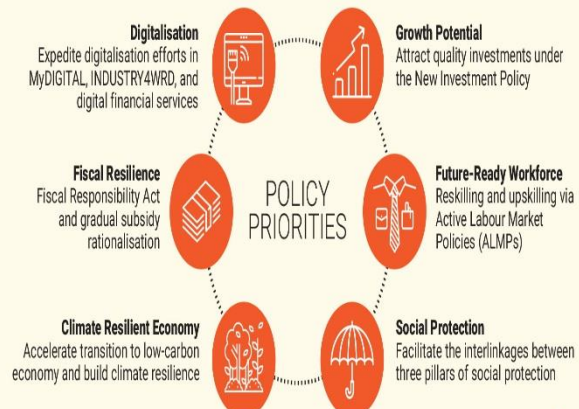 Digitalisation
Expedite digitalisation efforts in
MyDIGITAL, INDUSTRY4WRD, and
digital financial services
Growth Potential
Attract quality investments under
the New Investment Policy
Fiscal Resilience
Fiscal Responsibility Act
and gradual subsidy
rationalisation
POLICY
PRIORITIES
Future-Ready Workforce
Reskilling and upskilling via
Active Labour Market
Policies (ALMPs)
Climate Resilient Economy
Accelerate transition to low-carbon
economy and build climate resilience
Social Protection
Facilitate the interlinkages between
three pillars of social protection